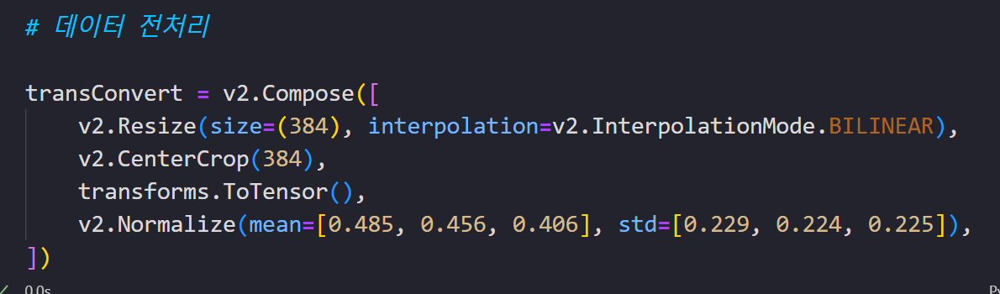 # 데이터 전처리
transConvert = v2.Compose([
    v2.Resize(size=(384), interpolation=v2.InterpolationMode.BILINEAR),
    v2.CenterCrop(384),
    transforms.ToTensor(),
    v2.Normalize(mean=[0.485, 0.456, 0.406], std=[0.229, 0.224, 0.225]),
])
0.0s